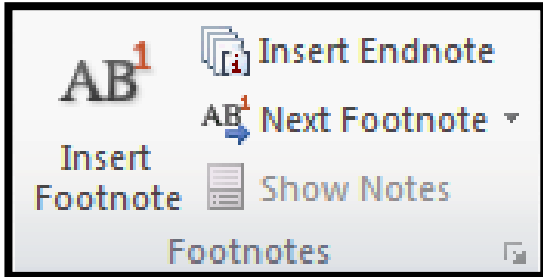 AB1
Insert
Footnote
[i] Insert Endnote
AB1 Next Footnote
Show Notes
Footnotes